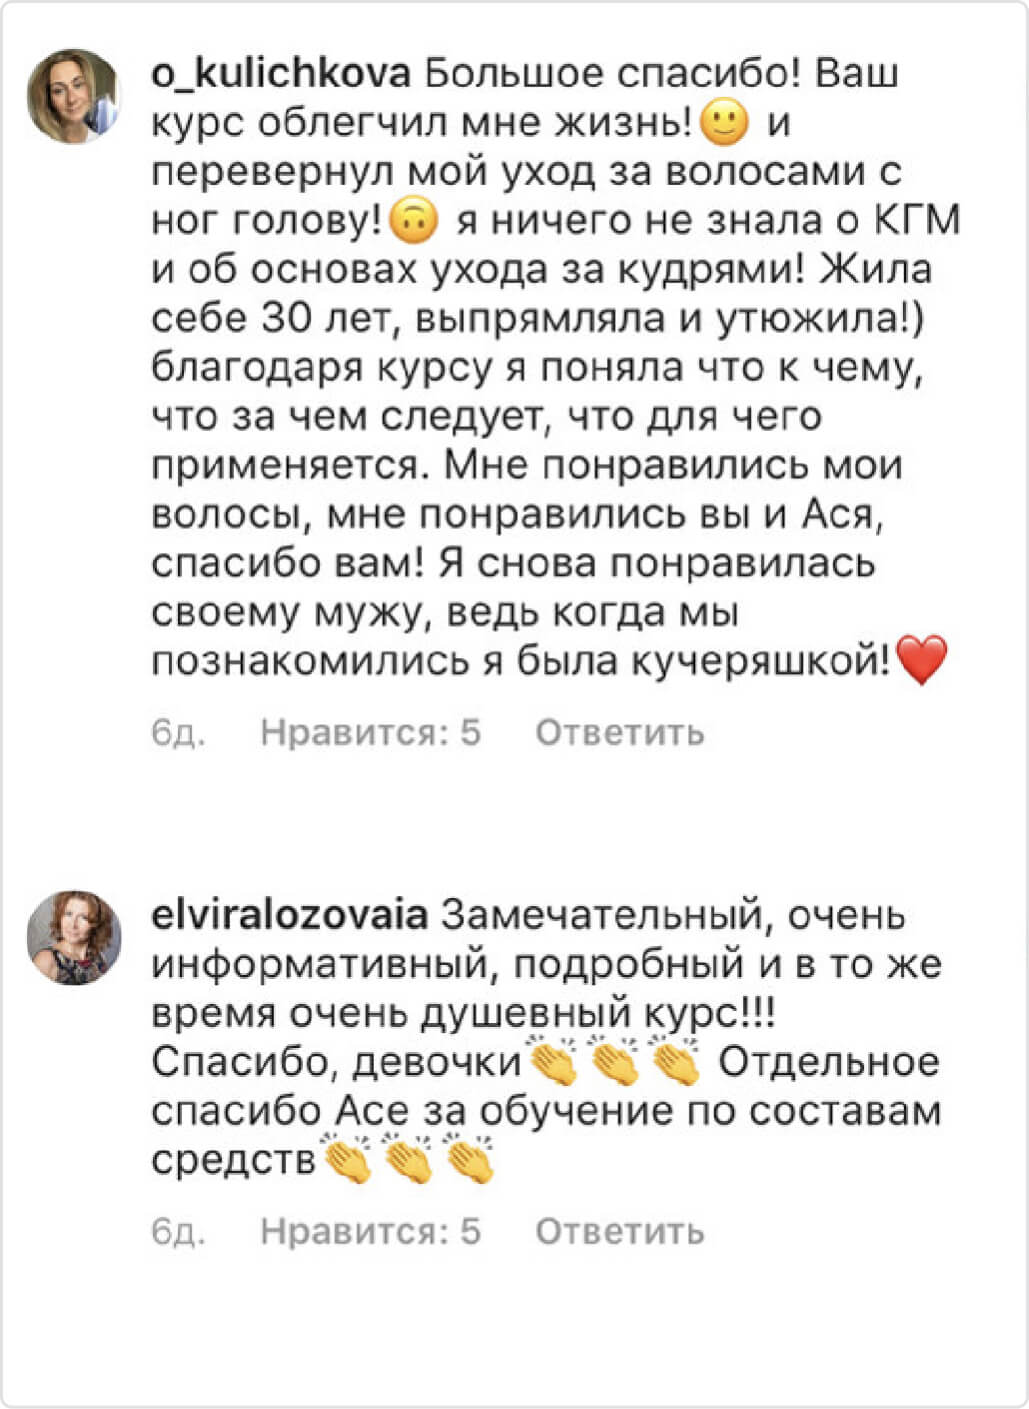 o_kulichkova Большое спасибо! Ваш
курс облегчил мне жизнь!🙂 и
перевернул мой уход за волосами с
ног голову!🙃 я ничего не знала о КГМ
и об основах ухода за кудрями! Жила
себе 30 лет, выпрямляла и утюжила!)
благодаря курсу я поняла что к чему,
что за чем следует, что для чего
применяется. Мне понравились мои
волосы, мне понравились вы и Ася,
спасибо вам! Я снова понравилась
своему мужу, ведь когда мы
познакомились я была кучеряшкой!❤️
6д. Нравится: 5 Ответить
elviralozovaia Замечательный, очень
информативный, подробный и в то же
время очень душевный курс!!!
Спасибо, девочки👏👏👏 Отдельное
спасибо Асе за обучение по составам
средств👏👏👏
6д. Нравится: 5 Ответить